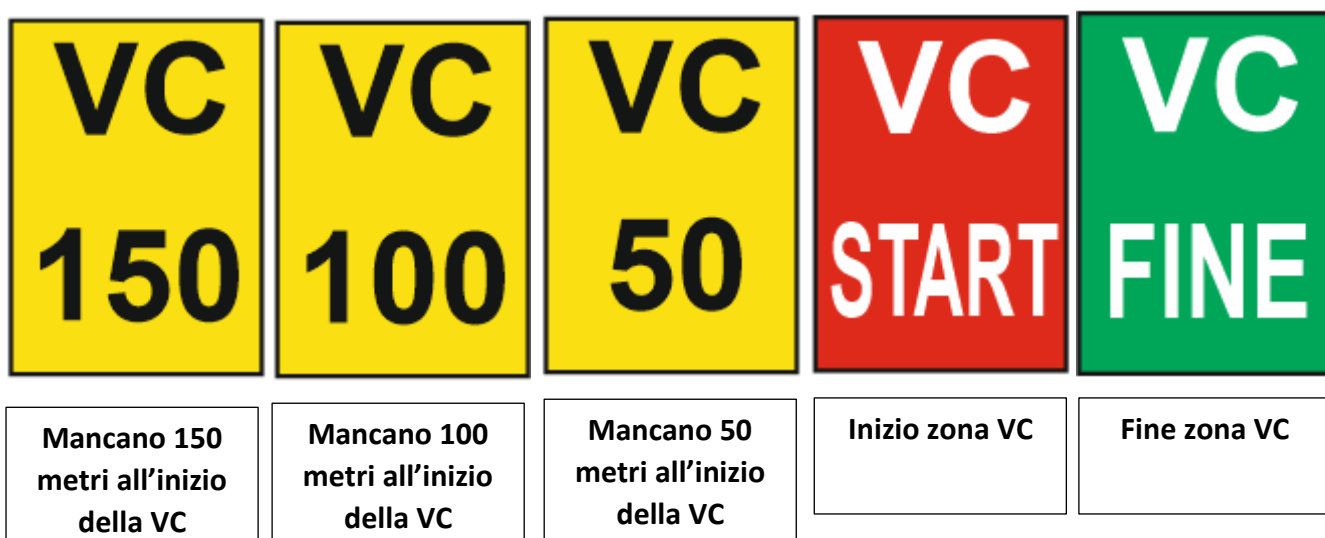 VC
150
VC
100
VC
50
VC
START
VC
FINE
Mancano 150
metri all’inizio
della VC
Mancano 100
metri all’inizio
della VC
Mancano 50
metri all’inizio
della VC
Inizio zona VC
Fine zona VC